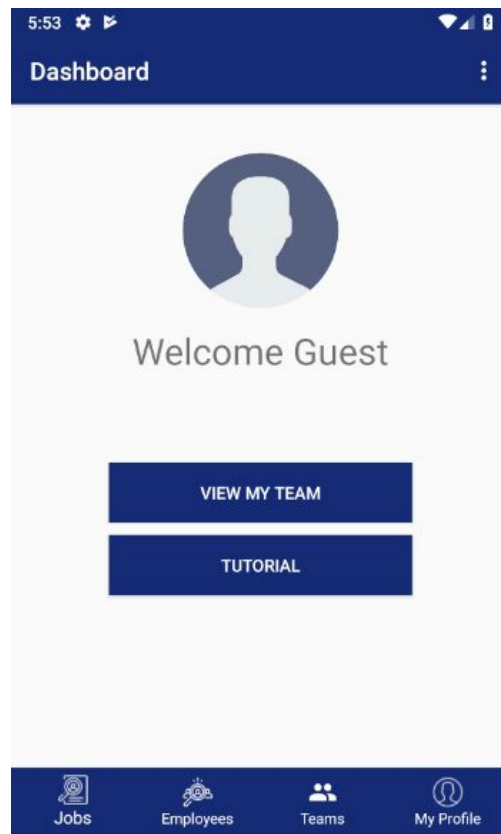 5:53
Dashboard
Welcome Guest
VIEW MY TEAM
TUTORIAL
Jobs Employees Teams My Profile